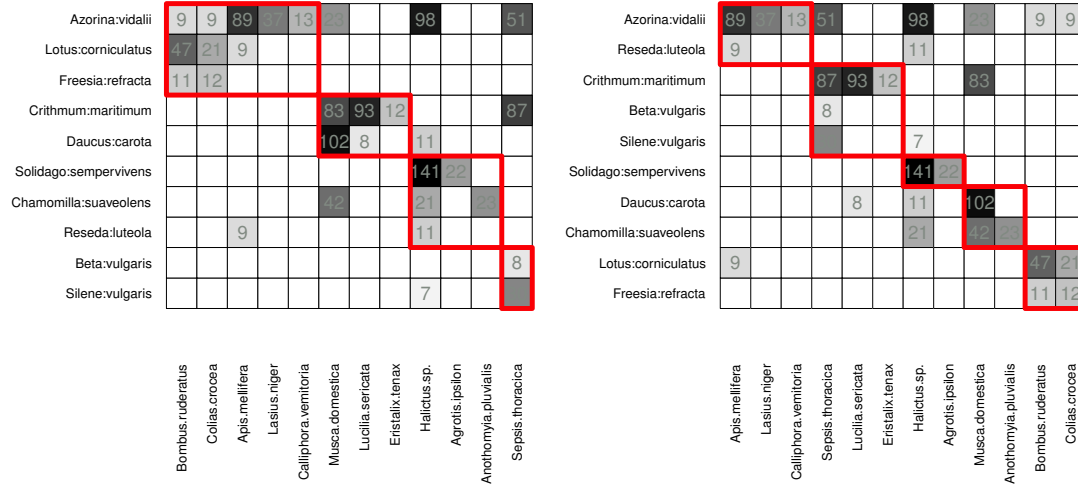 Azorina:vidalii 9 9 89 37 13 23 98 51
Lotus:corniculatus 47 21 9
Freesia:refracta 11 12
Crithmum:maritimum 83 93 12 87
Daucus:carota 102 8 11
Solidago:sempervivens 141 22
Chamomilla:suaveolens 42 21 23
Reseda:luteola 9 11
Beta:vulgaris 8
Silene:vulgaris 7
Bombus.ruderatus
Colias.crocea
Apis.mellifera
Lasius.niger
Calliphora.vemitoria
Musca.domestica
Lucilia.sericata
Eristalix.tenax
Halictus.sp.
Agrotis.ipsilon
Anothomyia.pluvialis
Sepsis.thoracica
Azorina:vidalii 89 37 13 51 98 23 9 9
Reseda:luteola 9 11
Crithmum:maritimum 87 93 12 83
Beta:vulgaris 8
Silene:vulgaris 7
Solidago:sempervivens 141 22
Daucus:carota 8 11 102
Chamomilla:suaveolens 21 42 23
Lotus:corniculatus 9 47 21
Freesia:refracta 11 12
Apis.mellifera
Lasius.niger
Calliphora.vemitoria
Sepsis.thoracica
Lucilia.sericata
Eristalix.tenax
Halictus.sp.
Agrotis.ipsilon
Musca.domestica
Anothomyia.pluvialis
Bombus.ruderatus
Colias.crocea